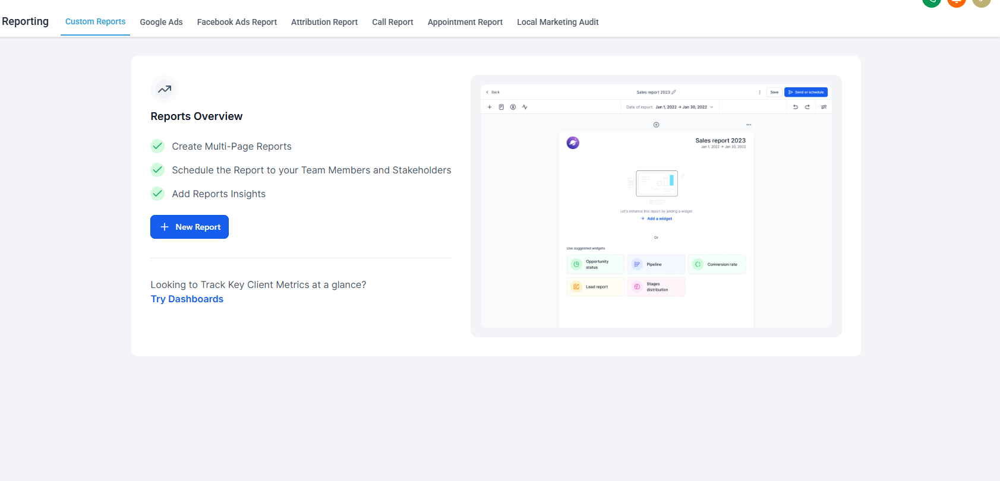 Reporting
Custom Reports
Google Ads
Facebook Ads Report
Attribution Report
Call Report
Appointment Report
Local Marketing Audit
Reports Overview
Create Multi-Page Reports
Schedule the Report to your Team Members and Stakeholders
Add Reports Insights
New Report
Looking to Track Key Client Metrics at a glance?
Try Dashboards
Back
Sales report 2023
Save
Send or schedule
Date of report: Jan 1, 2022 → Jan 30, 2022
Sales report 2023
Jan 1, 2022 → Jan 30, 2022
Let's enhance this report by adding a widget
+ Add a widget
Or
Use suggested widgets
Opportunity
status
Pipeline
Conversion rate
Lead report
Stages
distribution